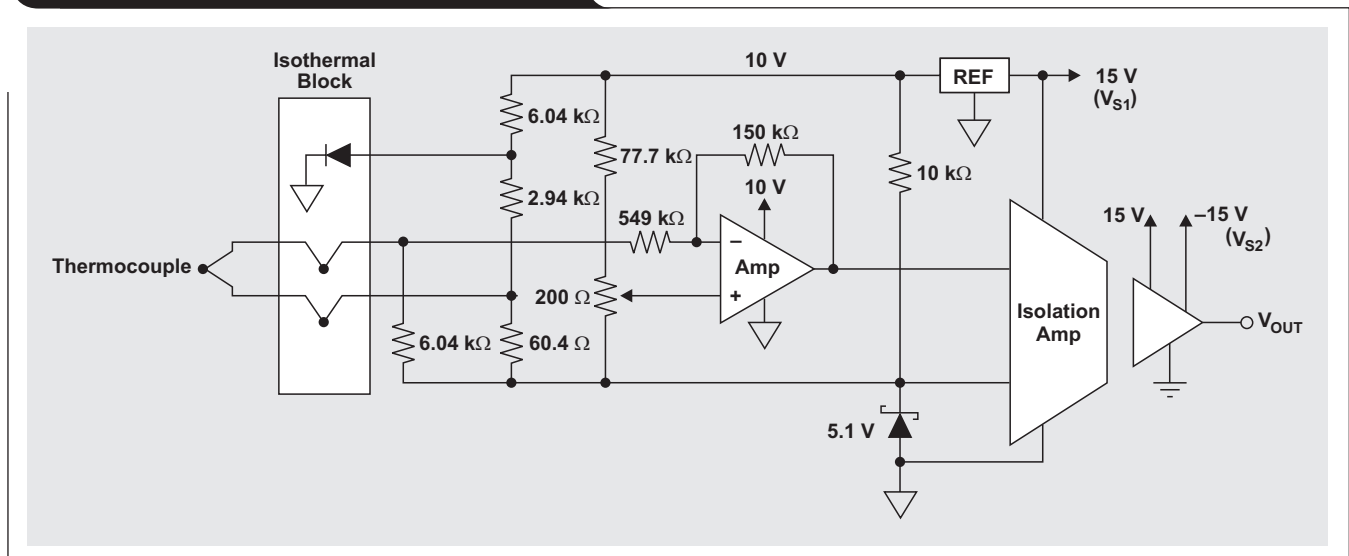 Isothermal
Block
10 V
REF
15 V
(VS1)
6.04 kΩ
77.7 kΩ
150 kΩ
10 kΩ
10 V
2.94 kΩ
549 kΩ
–
Amp
+
15 V
–15 V
(VS2)
Thermocouple
200 Ω
Isolation
Amp
VOUT
6.04 kΩ
60.4 Ω
5.1 V